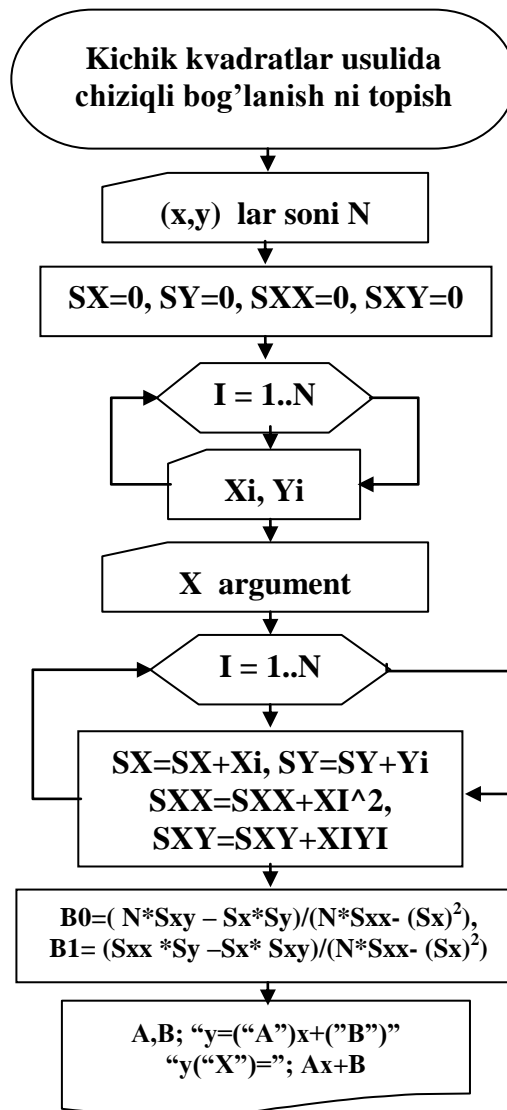 Kichik kvadratlar usulida
chiziqli bog’lanish ni topish
(x,y) lar soni N
SX=0, SY=0, SXX=0, SXY=0
I = 1..N
Xi, Yi
X argument
I = 1..N
SX=SX+Xi, SY=SY+Yi
SXX=SXX+XI^2,
SXY=SXY+XIYI
B0=( N*Sxy – Sx*Sy)/(N*Sxx- (Sx)²),
B1= (Sxx *Sy –Sx* Sxy)/(N*Sxx- (Sx)²)
A,B; “y=(“A”)x+(”B”)”
“y(“X”)=”; Ax+B